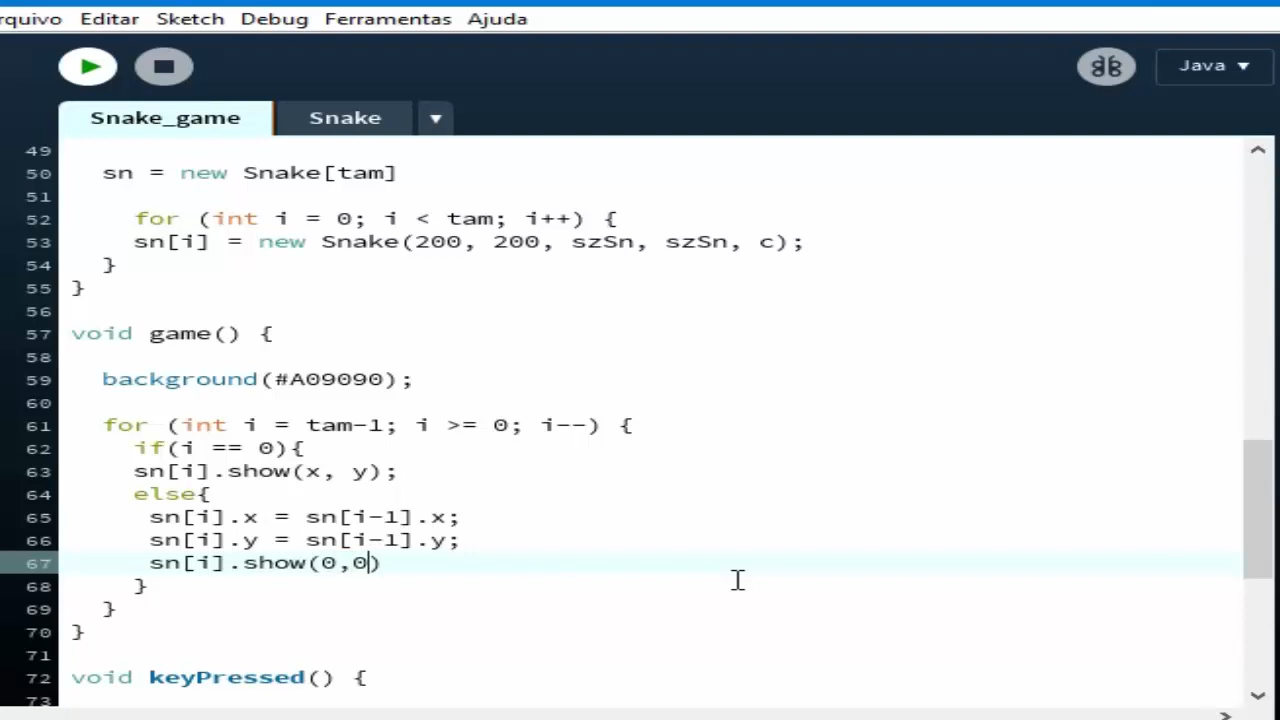 rquivo Editar Sketch Debug Ferramentas Ajuda
Java
Snake_game Snake
49
50 sn = new Snake[tam]
51
52 for (int i = 0; i < tam; i++) {
53 sn[i] = new Snake(200, 200, szSn, szSn, c);
54 }
55 }
56
57 void game() {
58
59 background(#A09090);
60
61 for (int i = tam-1; i >= 0; i--) {
62 if(i == 0){
63 sn[i].show(x, y);
64 else{
65 sn[i].x = sn[i-1].x;
66 sn[i].y = sn[i-1].y;
67 sn[i].show(0,0)
68 }
69 }
70 }
71
72 void keyPressed() {
73